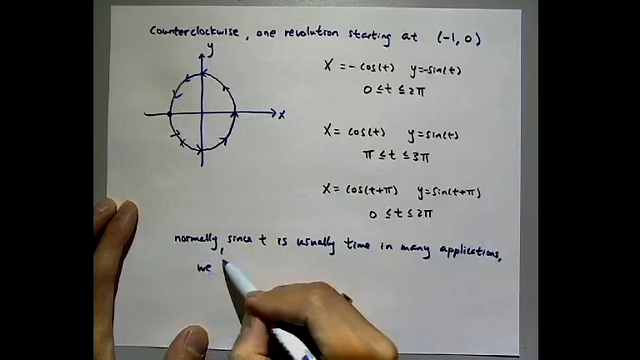 Counterclockwise, one revolution starting at (-1, 0)
y
x
x = -cos(t) y=-sin(t)
0 ≤ t ≤ 2π
x = cos(t) y=sin(t)
π ≤ t ≤ 3π
x = cos(t+π) y=sin(t+π)
0 ≤ t ≤ 2π
normally, since t is usually time in many applications,
we